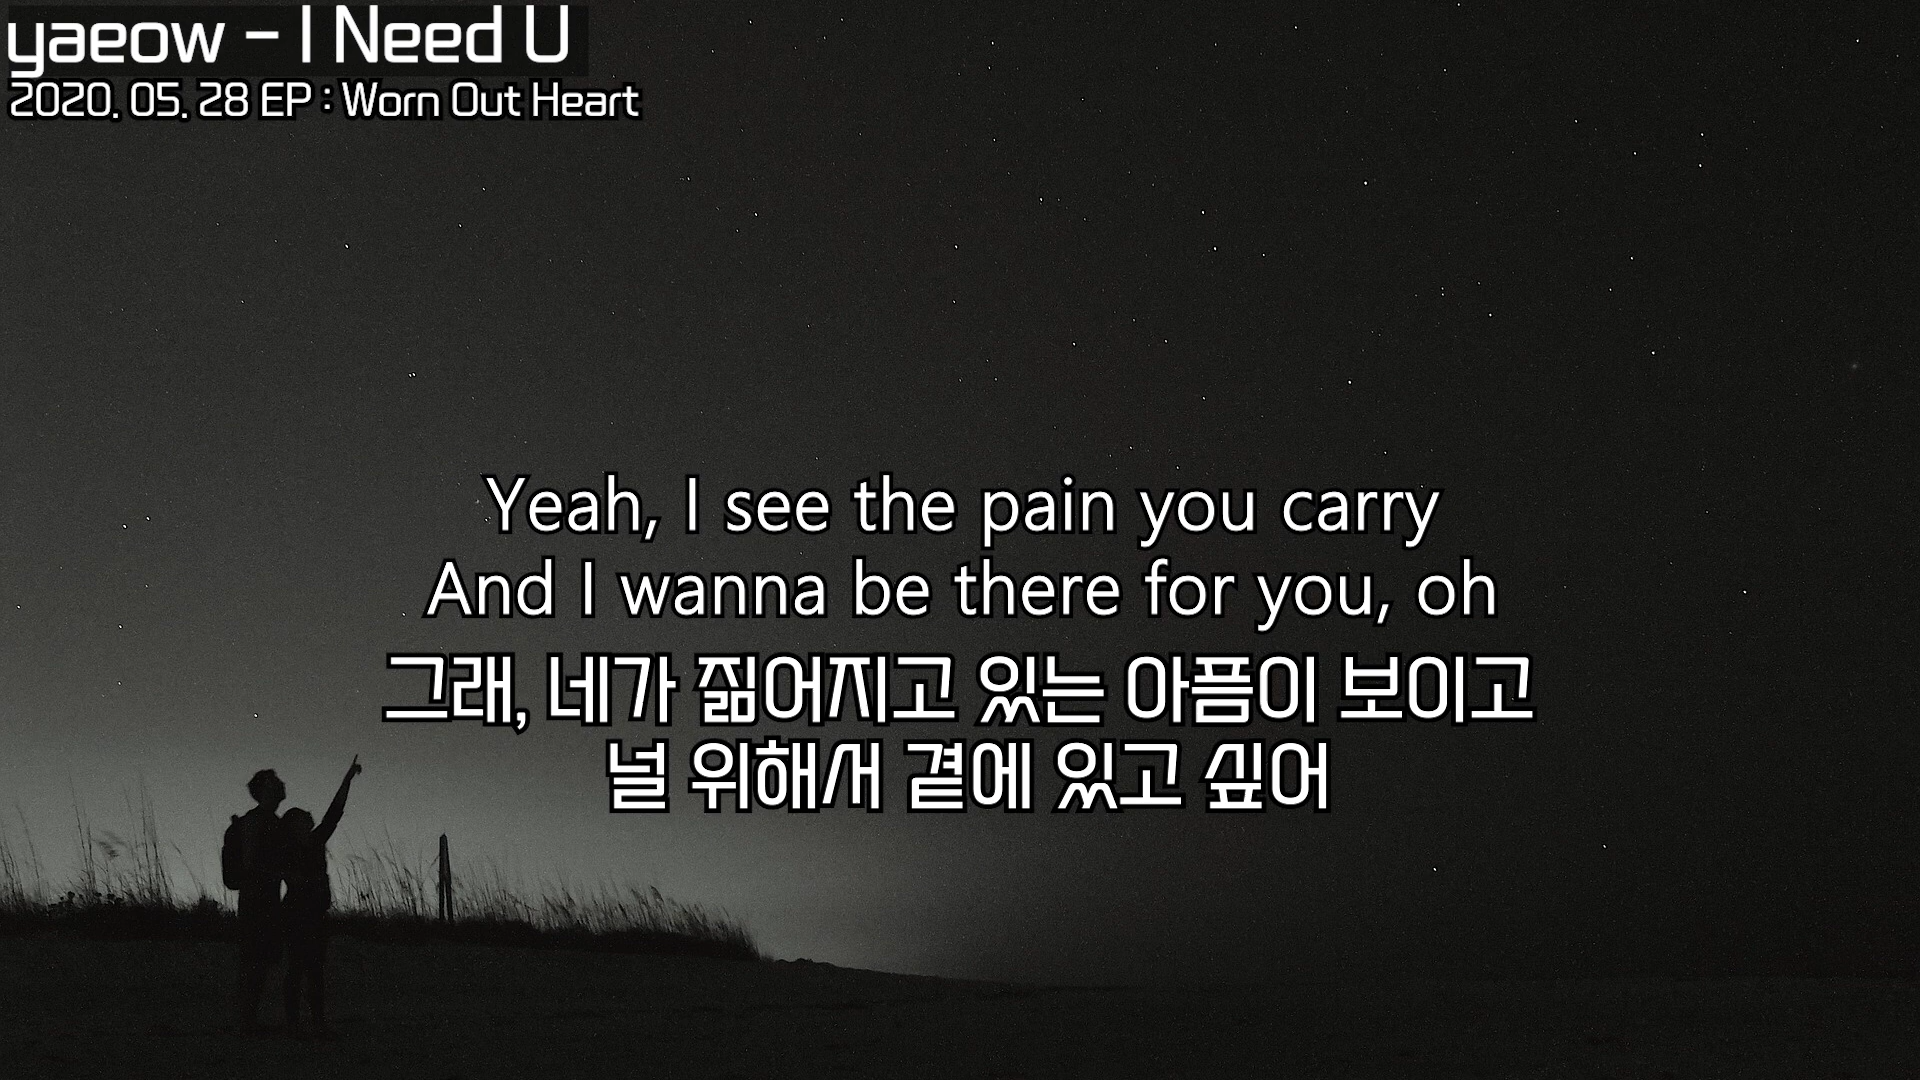 yaeow - I Need U
2020. 05. 28 EP : Worn Out Heart
Yeah, I see the pain you carry
And I wanna be there for you, oh
그래, 네가 짊어지고 있는 아픔이 보이고
널 위해서 곁에 있고 싶어